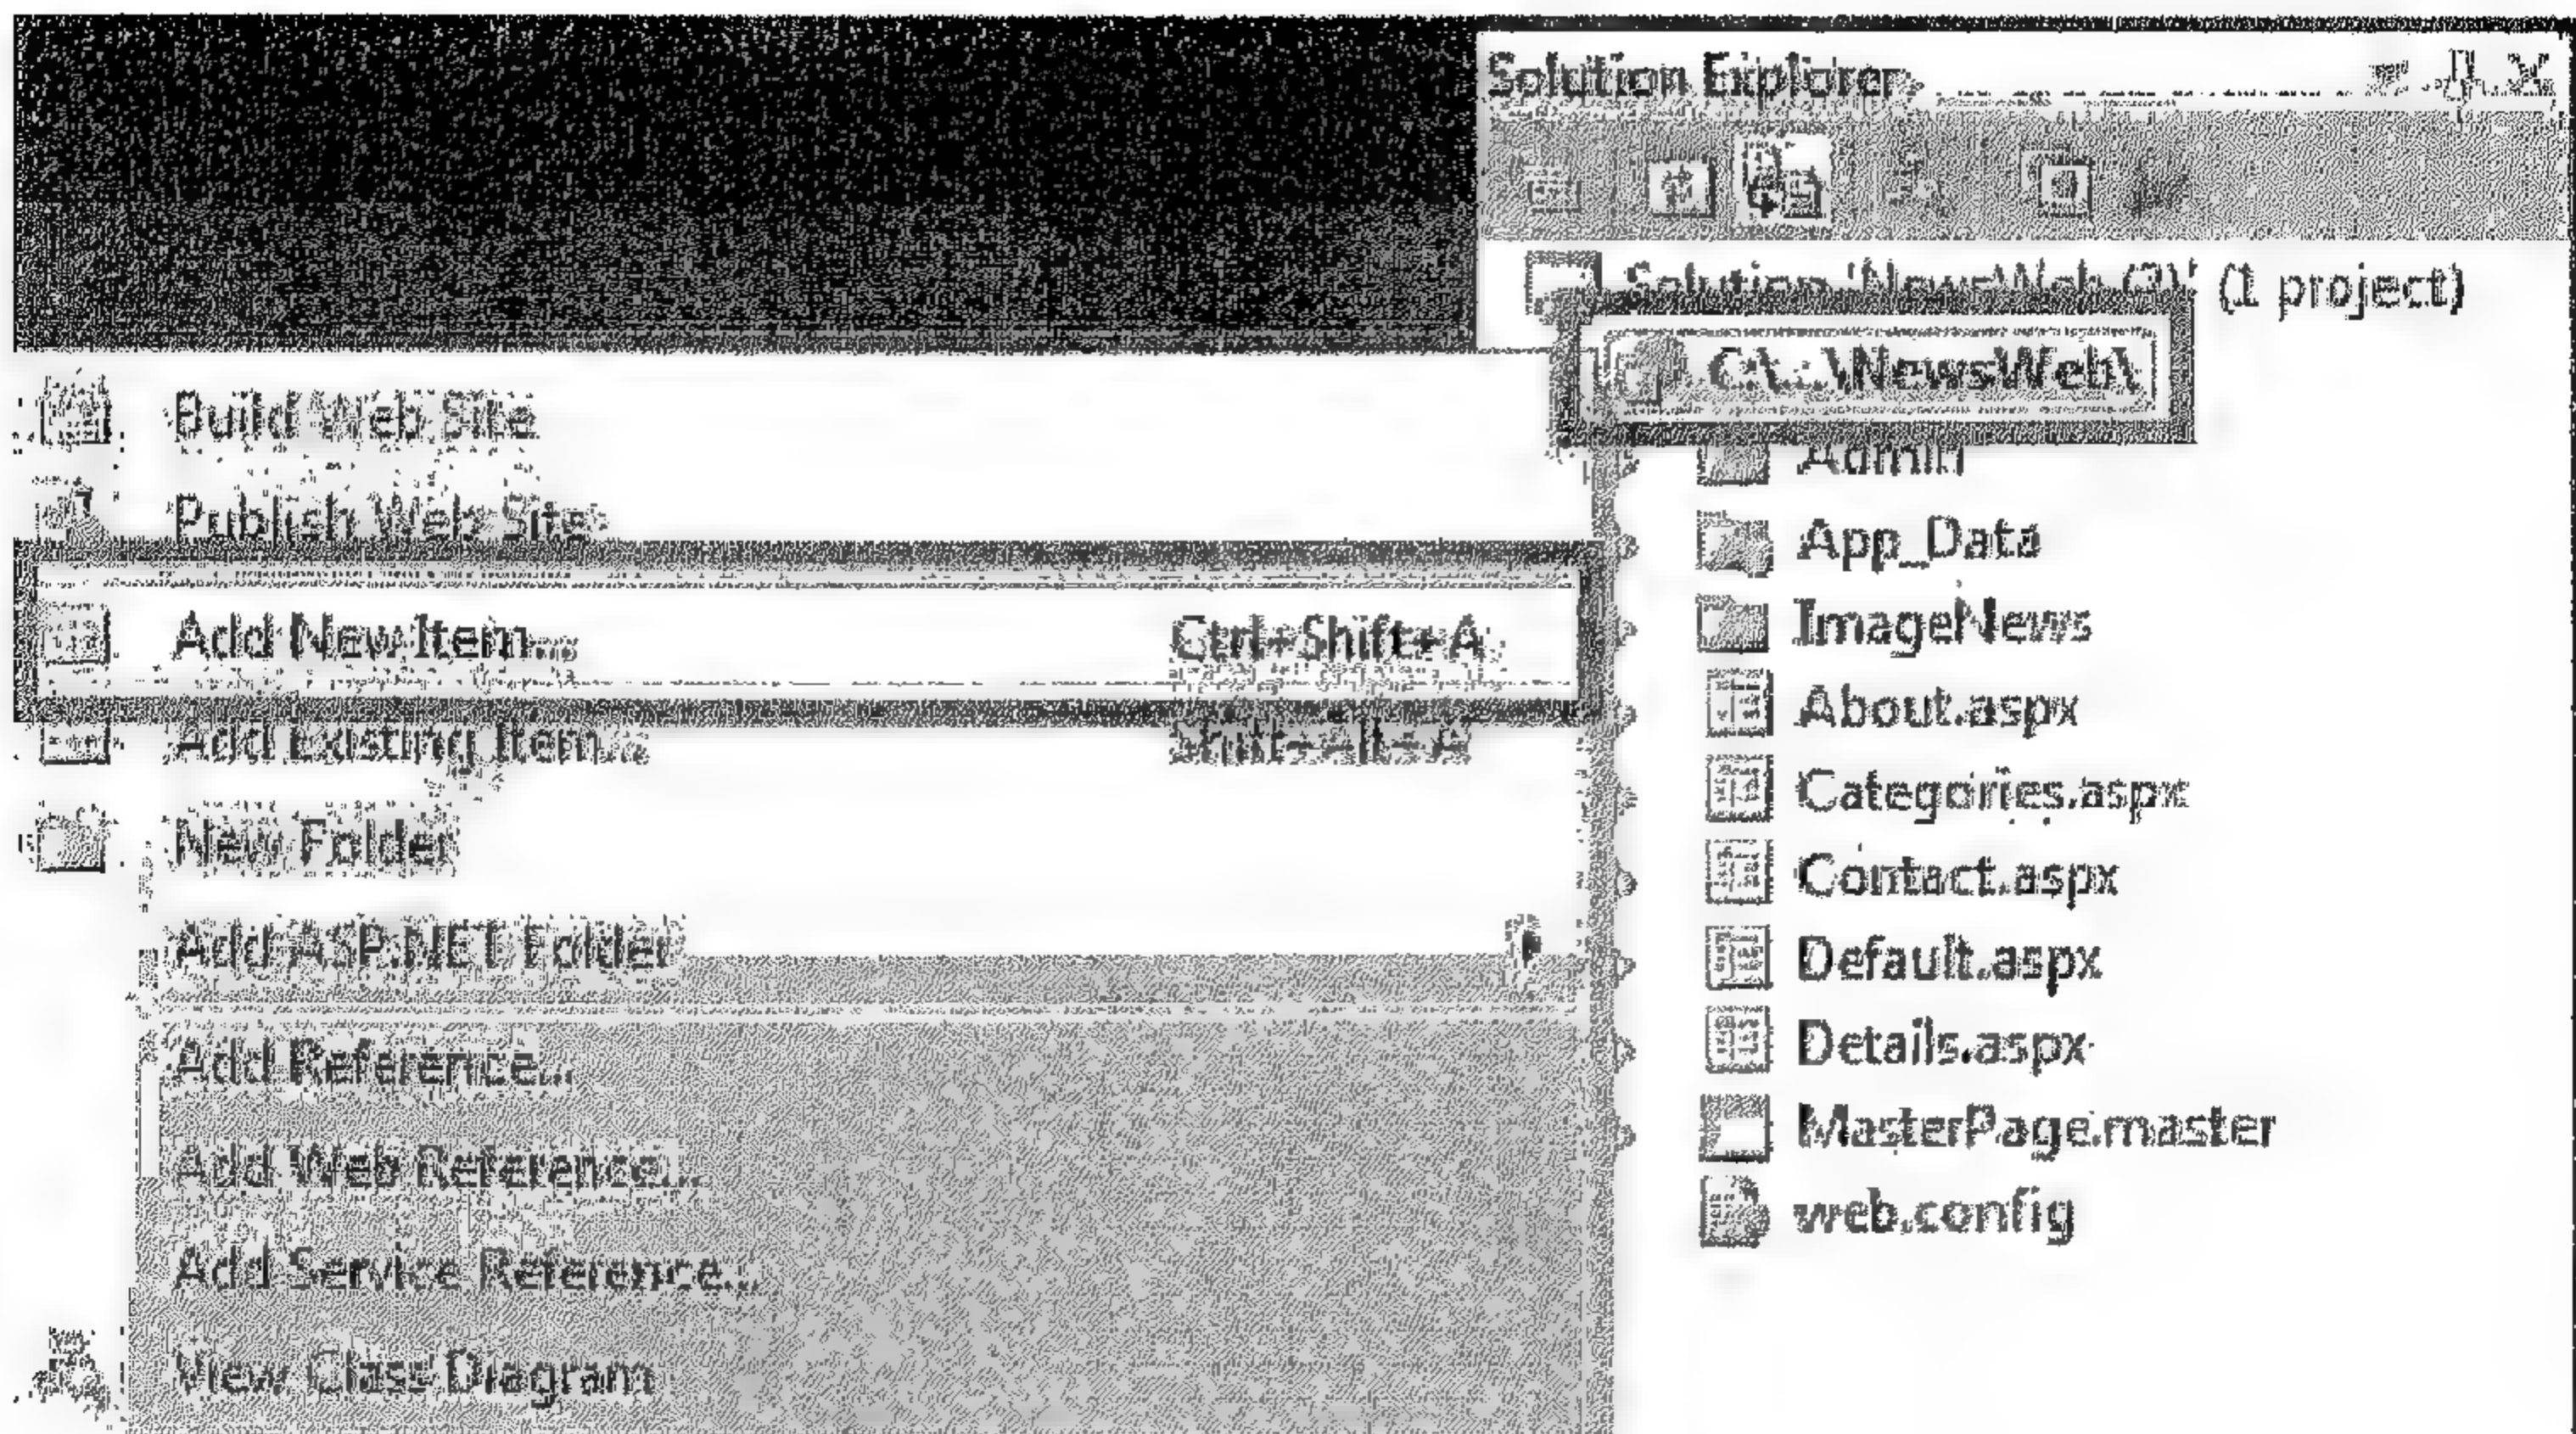 Solution Explorer
Solution 'NewsWeb (3)' (1 project)
C:\...\NewsWeb\
Admin
App_Data
ImageNews
About.aspx
Categories.aspx
Contact.aspx
Default.aspx
Details.aspx
MasterPage.master
web.config
Build Web Site
Publish Web Site
Add New Item... Ctrl+Shift+A
Add Existing Item... Shift+Alt+A
New Folder
Add ASP.NET Folder
Add Reference...
Add Web Reference...
Add Service Reference...
View Class Diagram